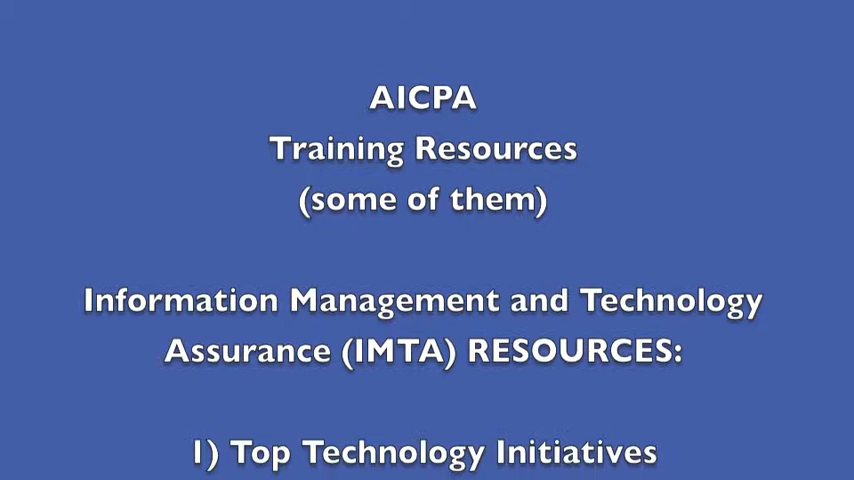 AICPA
Training Resources
(some of them)
Information Management and Technology
Assurance (IMTA) RESOURCES:
1) Top Technology Initiatives